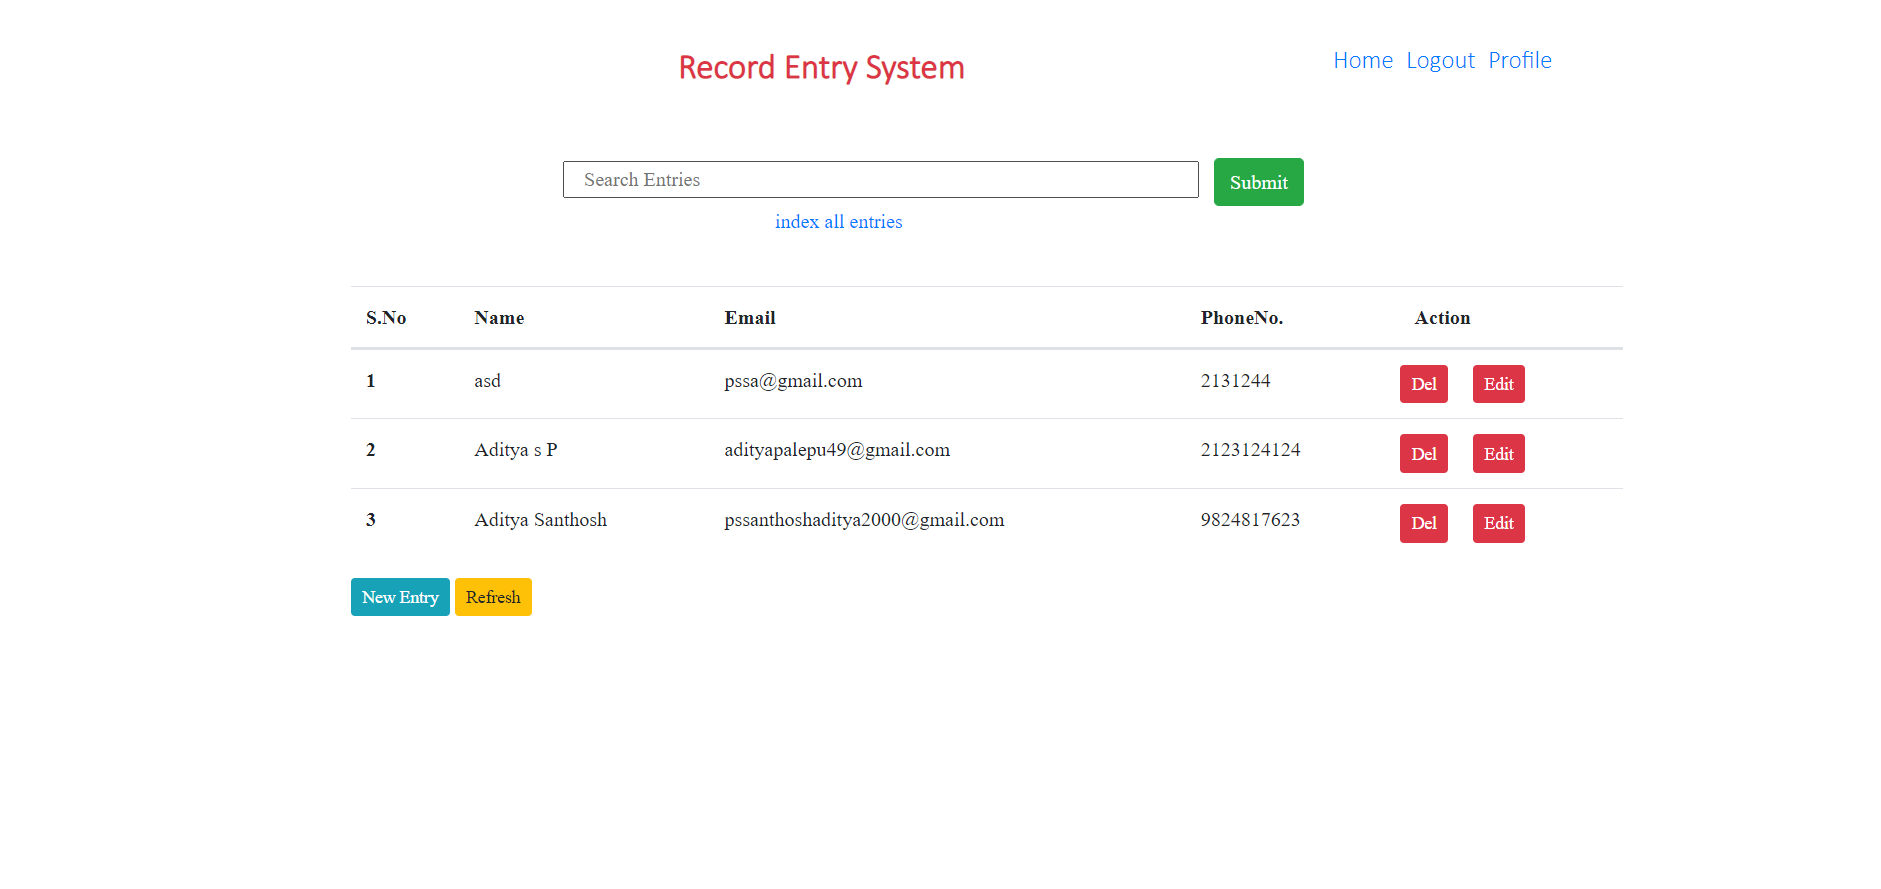 Record Entry System
Home Logout Profile
Search Entries
Submit
index all entries
S.No Name Email PhoneNo. Action
1 asd pssa@gmail.com 2131244 Del Edit
2 Aditya s P adityapalepu49@gmail.com 2123124124 Del Edit
3 Aditya Santhosh pssanthoshaditya2000@gmail.com 9824817623 Del Edit
New Entry Refresh